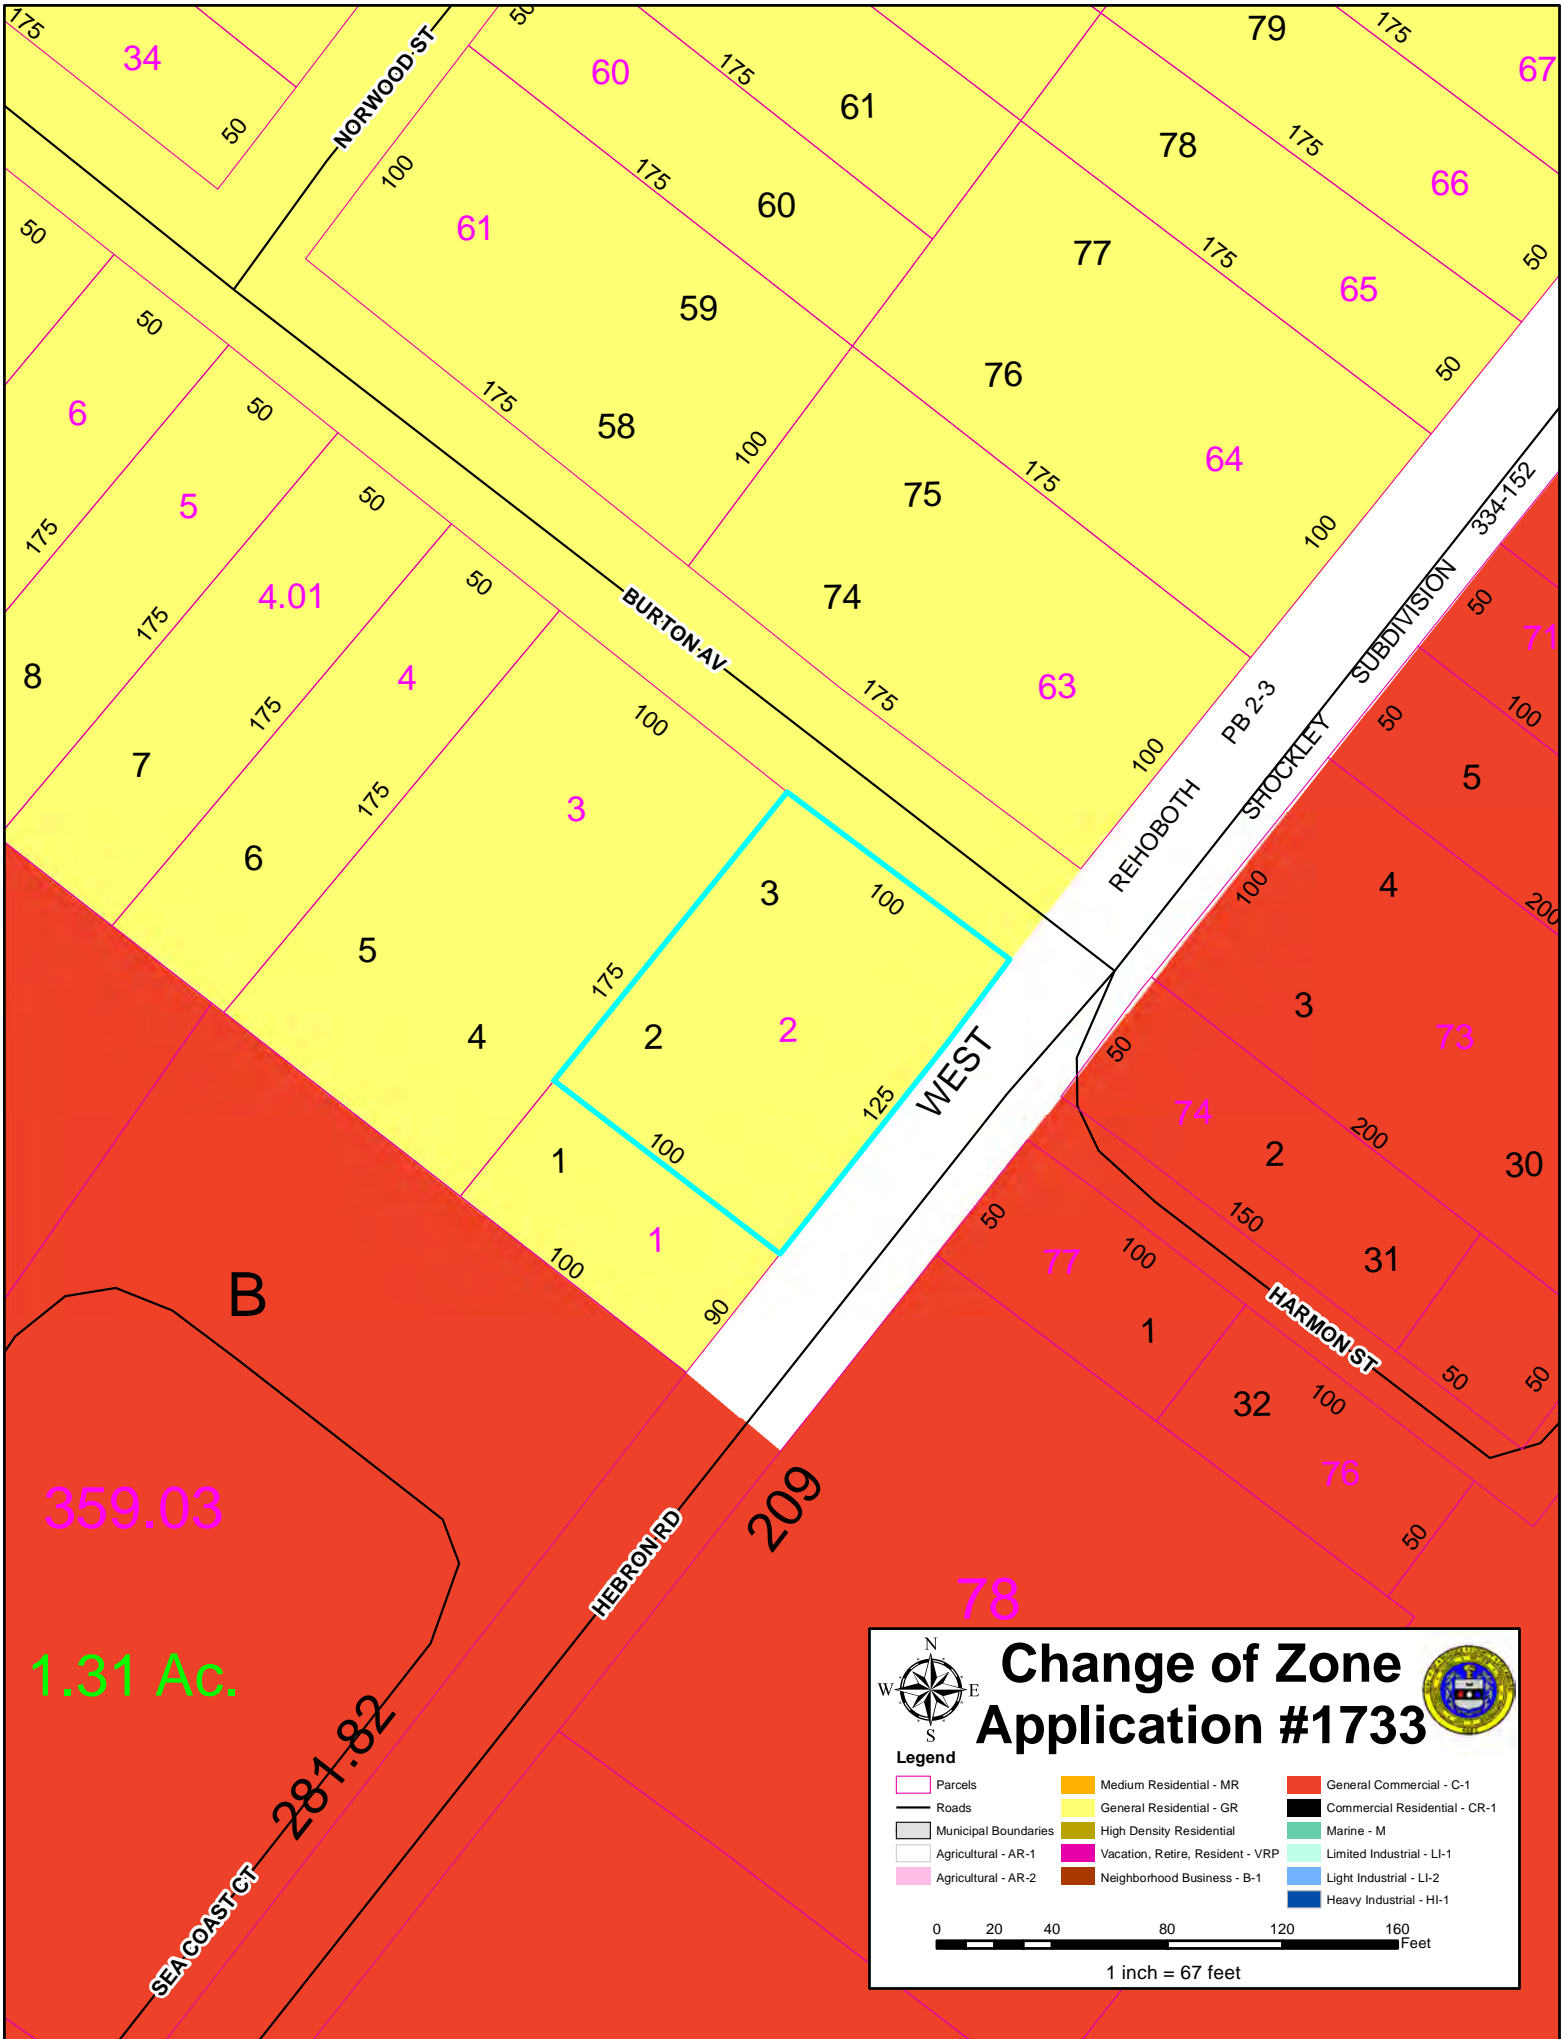 175
34
50
NORWOOD ST
50
60
175
61
79
175
67
100
61
175
60
78
175
66
50
50
59
77
175
65
50
6
50
175
58
100
76
64
50
5
175
50
75
175
100
334-152
175
4.01
50
BURTON AV
74
SUBDIVISION
50
71
8
175
4
100
175
63
PB 2-3
50
100
7
175
3
100
SHOCKLEY
5
6
3
100
REHOBOTH
100
4
200
5
175
4
2
2
125
WEST
50
3
73
1
100
74
2
200
30
1
100
90
50
77
100
150
31
B
1
HARMON ST
50
50
32
100
76
50
359.03
209
HEBRON RD
78
1.31 Ac.
281.82
SEA COAST CT
N
W
E
S
Change of Zone
Application #1733
Legend
Parcels
Roads
Municipal Boundaries
Agricultural - AR-1
Agricultural - AR-2
Medium Residential - MR
General Residential - GR
High Density Residential
Vacation, Retire, Resident - VRP
Neighborhood Business - B-1
General Commercial - C-1
Commercial Residential - CR-1
Marine - M
Limited Industrial - LI-1
Light Industrial - LI-2
Heavy Industrial - HI-1
0 20 40 80 120 160
Feet
1 inch = 67 feet